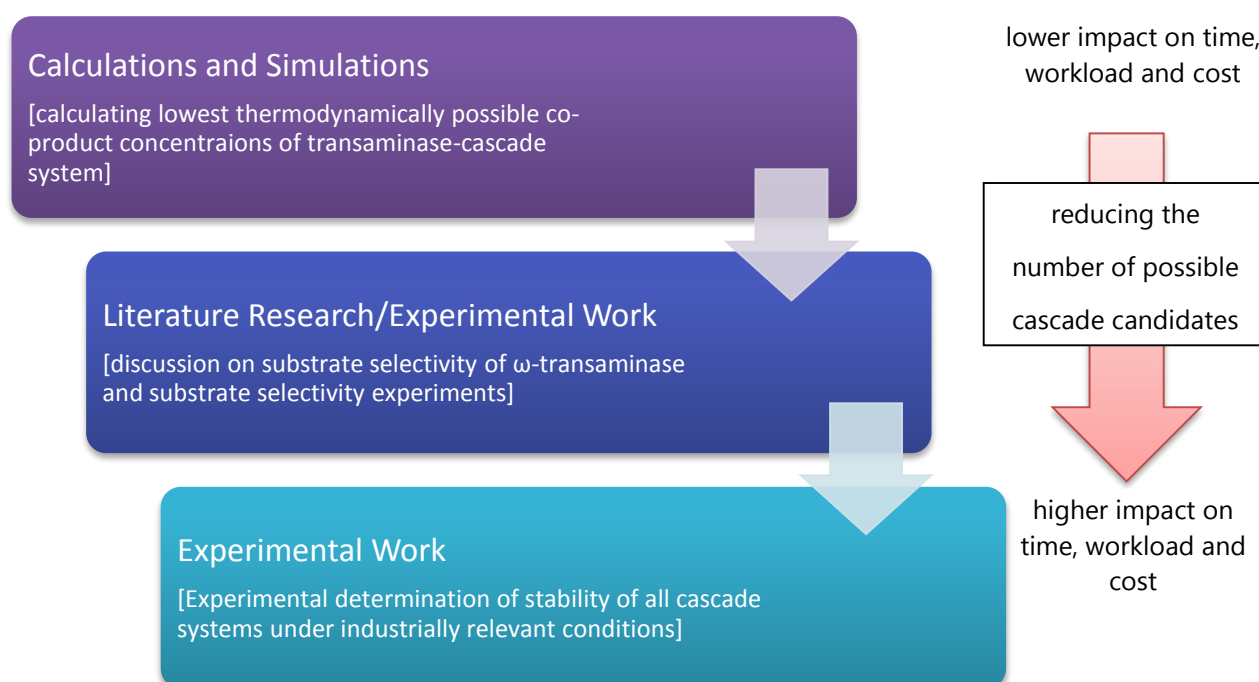 Calculations and Simulations
[calculating lowest thermodynamically possible co-
product concentraions of transaminase-cascade
system]
Literature Research/Experimental Work
[discussion on substrate selectivity of ω-transaminase
and substrate selectivity experiments]
Experimental Work
[Experimental determination of stability of all cascade
systems under industrially relevant conditions]
lower impact on time,
workload and cost
reducing the
number of possible
cascade candidates
higher impact on
time, workload and
cost